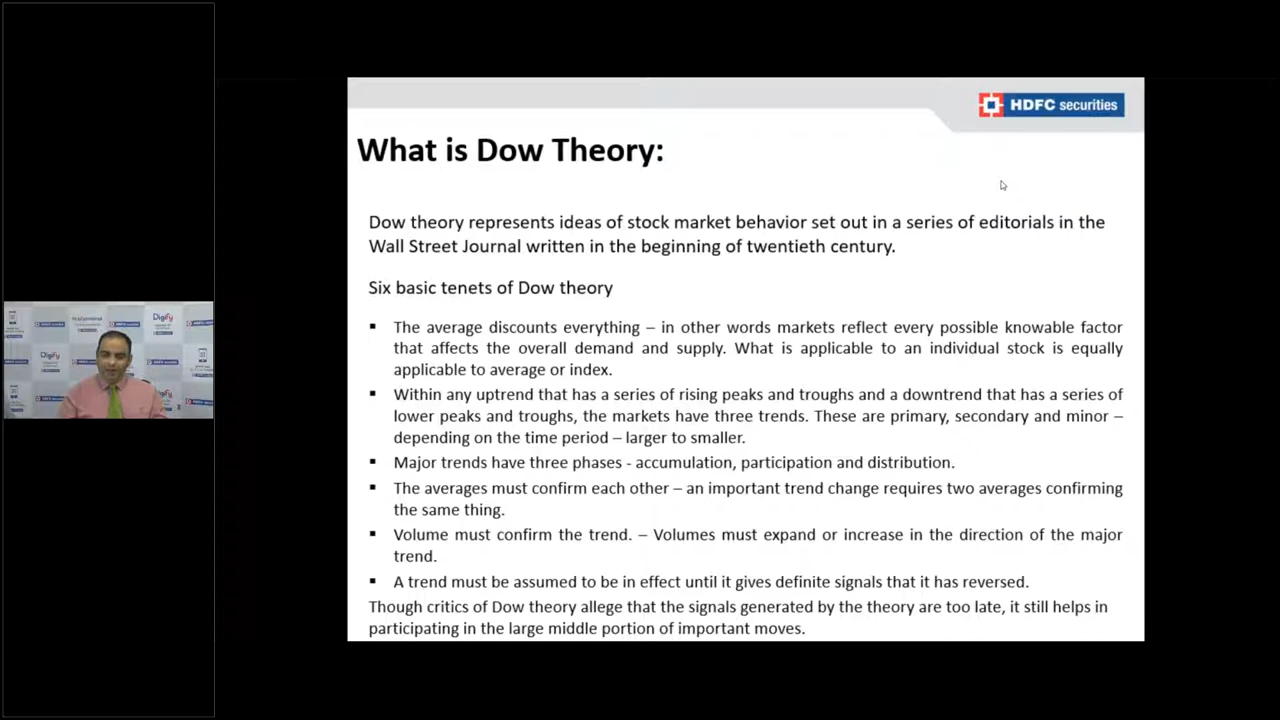 HDFC securities
What is Dow Theory:
Dow theory represents ideas of stock market behavior set out in a series of editorials in the
Wall Street Journal written in the beginning of twentieth century.
Six basic tenets of Dow theory
▪ The average discounts everything – in other words markets reflect every possible knowable factor
that affects the overall demand and supply. What is applicable to an individual stock is equally
applicable to average or index.
▪ Within any uptrend that has a series of rising peaks and troughs and a downtrend that has a series of
lower peaks and troughs, the markets have three trends. These are primary, secondary and minor –
depending on the time period – larger to smaller.
▪ Major trends have three phases - accumulation, participation and distribution.
▪ The averages must confirm each other – an important trend change requires two averages confirming
the same thing.
▪ Volume must confirm the trend. – Volumes must expand or increase in the direction of the major
trend.
▪ A trend must be assumed to be in effect until it gives definite signals that it has reversed.
Though critics of Dow theory allege that the signals generated by the theory are too late, it still helps in
participating in the large middle portion of important moves.
Digify
Digify